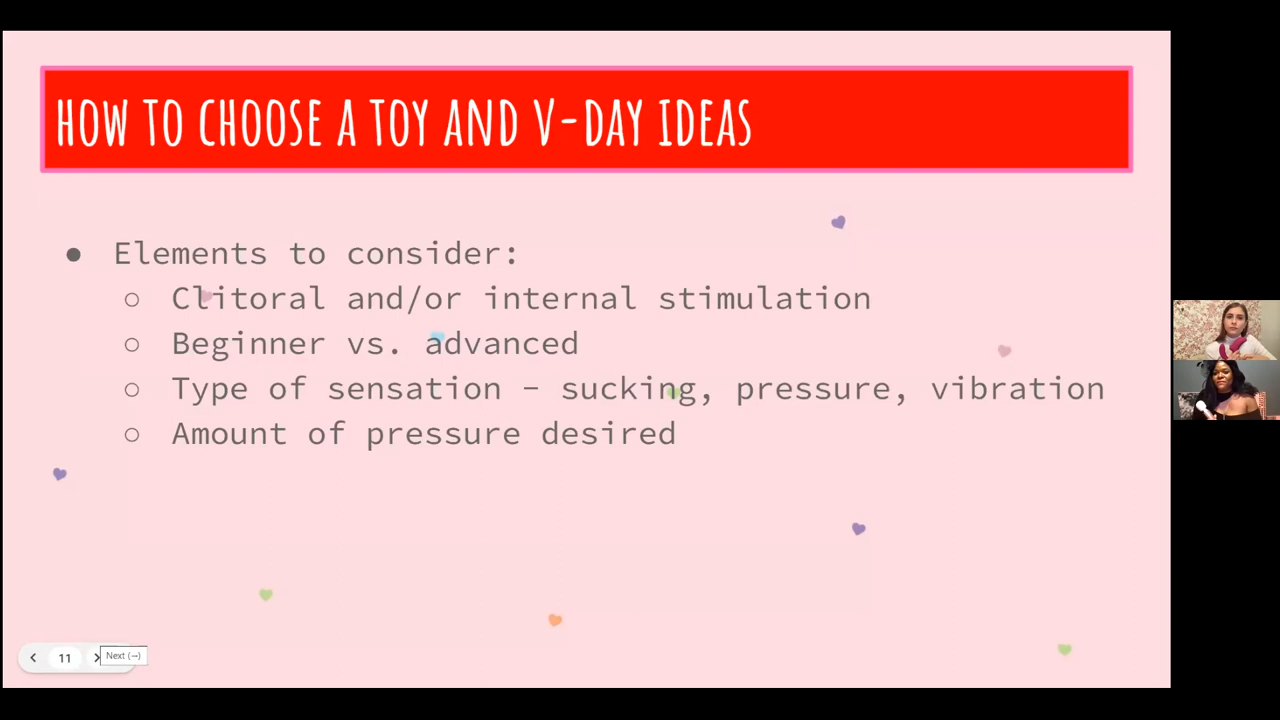 HOW TO CHOOSE A TOY AND V-DAY IDEAS
● Elements to consider:
○ Clitoral and/or internal stimulation
○ Beginner vs. advanced
○ Type of sensation - sucking, pressure, vibration
○ Amount of pressure desired
11 Next (→)